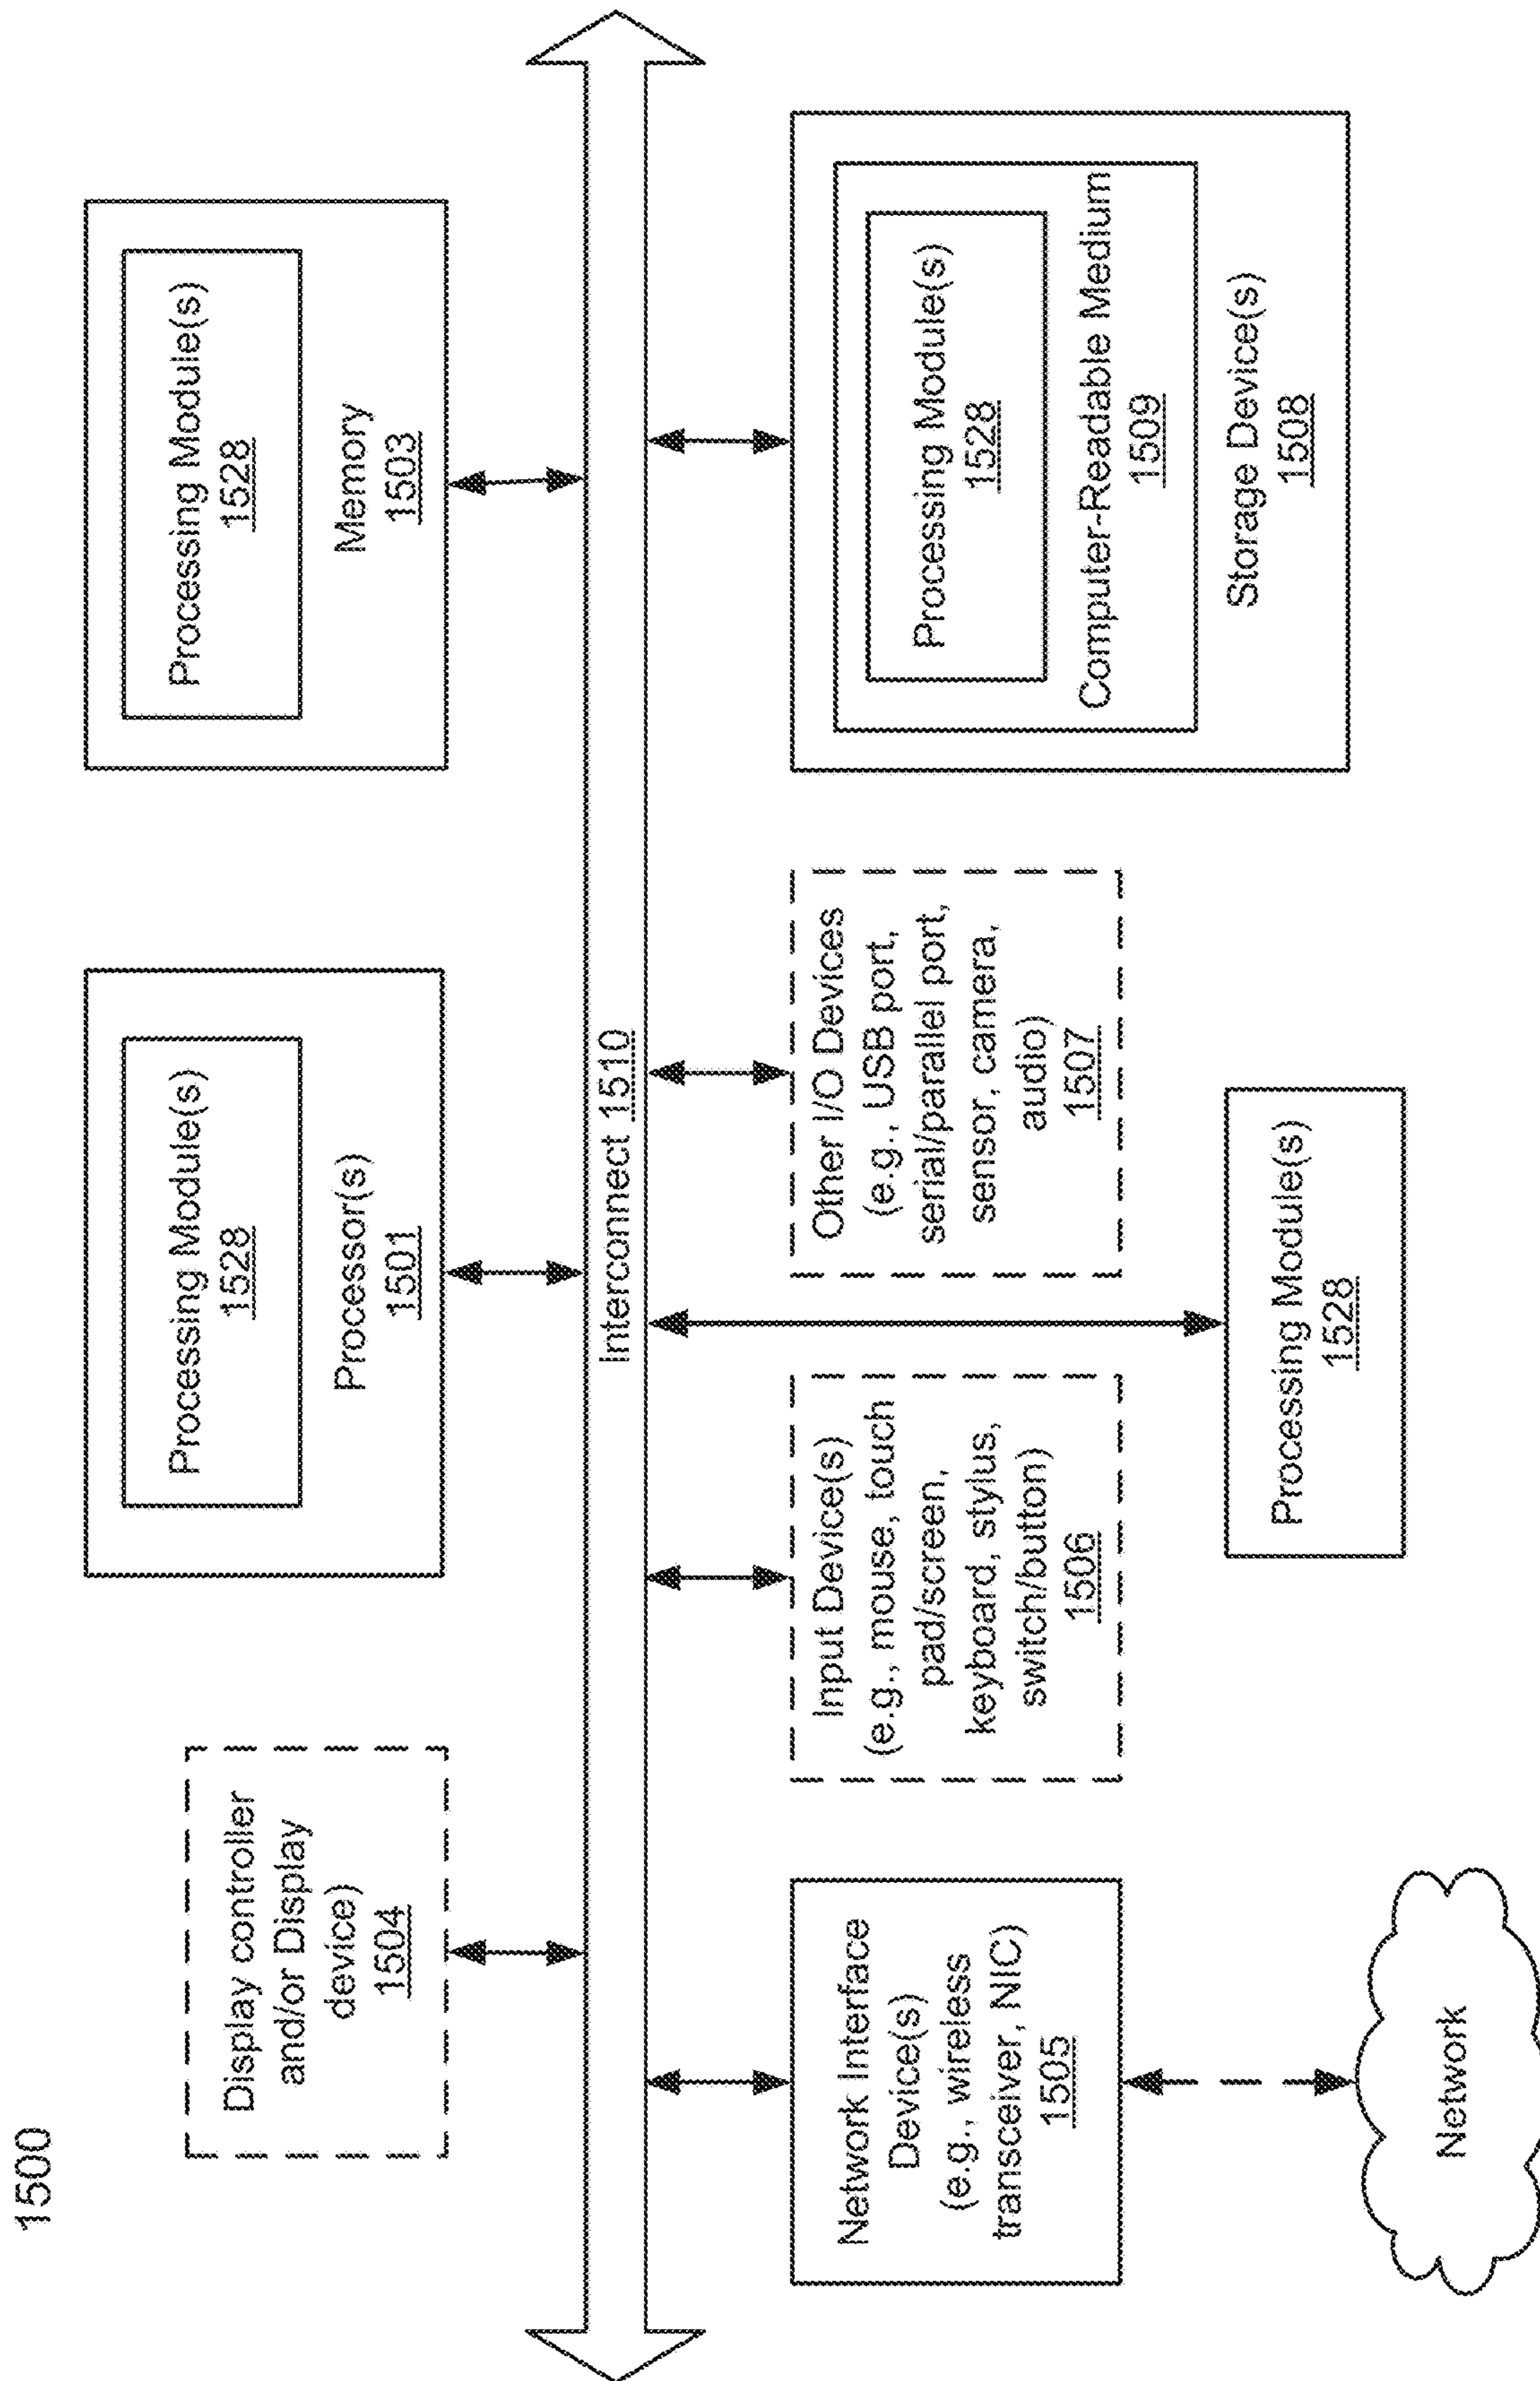 1500
Display controller
and/or Display
device)
1504
Processing Module(s)
1528
Processor(s)
1501
Processing Module(s)
1528
Memory
1503
Interconnect 1510
Network Interface
Device(s)
(e.g., wireless
transceiver, NIC)
1505
Input Device(s)
(e.g., mouse, touch
pad/screen,
keyboard, stylus,
switch/button)
1506
Other I/O Devices
(e.g., USB port,
serial/parallel port,
sensor, camera,
audio)
1507
Processing Module(s)
1528
Computer-Readable Medium
1509
Storage Device(s)
1508
Processing Module(s)
1528
Network